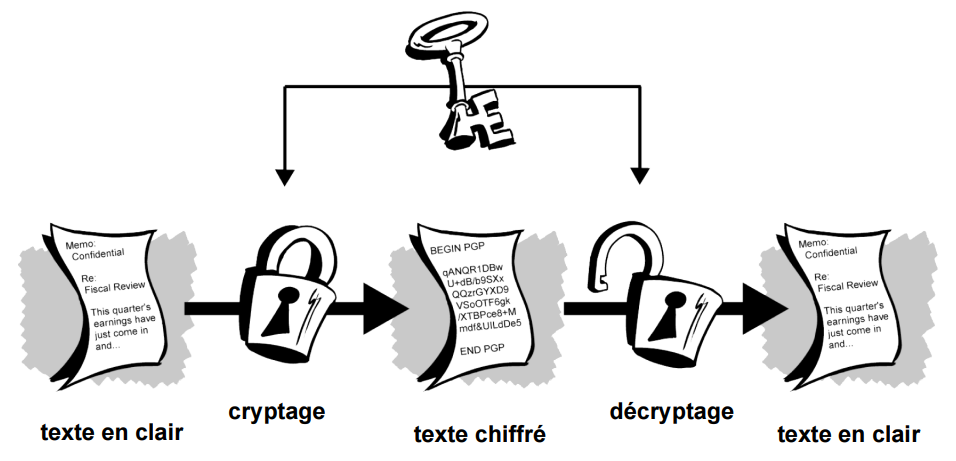 Memo:
Confidential
Re:
Fiscal Review
This quarter's
earnings have
just come in
and...
BEGIN PGP
qANQR1DBw
U+dB/b9SXx
QQzrGYXD9
VSoOTF6gk
/XTBPce8+M
mdf&UILdDe5
END PGP
Memo:
Confidential
Re:
Fiscal Review
This quarter's
earnings have
just come in
and...
cryptage
décryptage
texte en clair
texte chiffré
texte en clair